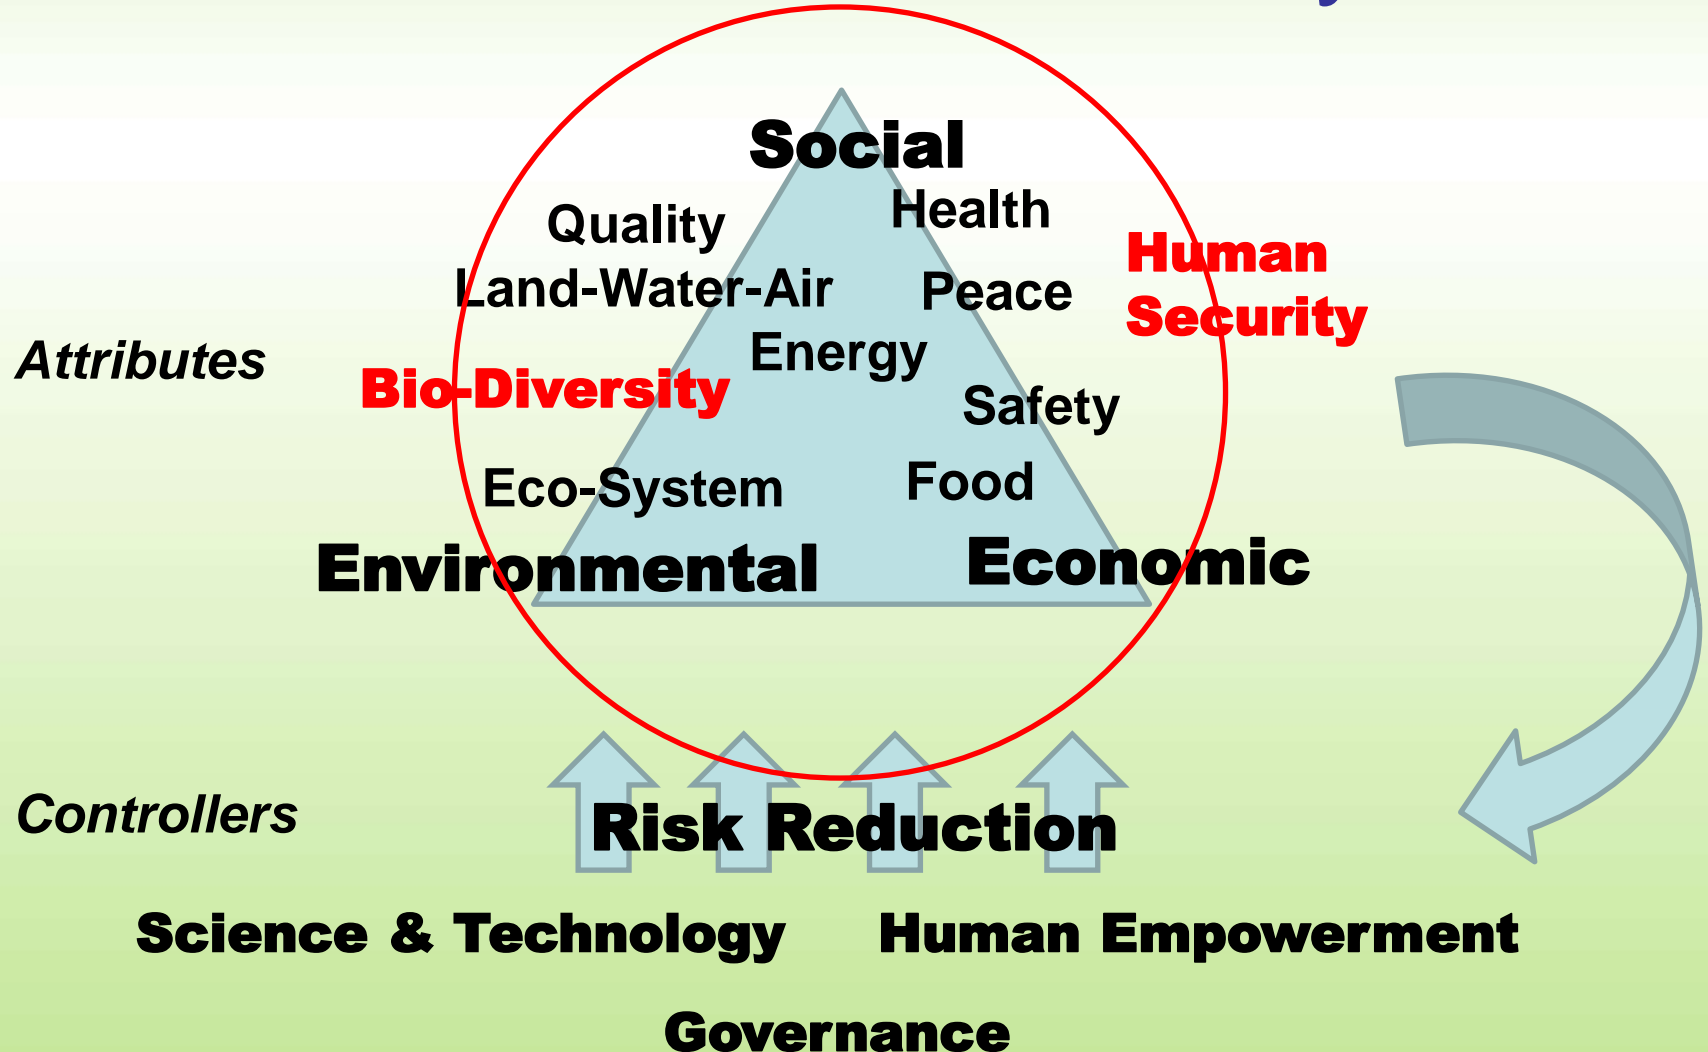 Social
Quality
Health
Land-Water-Air
Peace
Human
Security
Energy
Attributes
Bio-Diversity
Safety
Eco-System
Food
Environmental
Economic
Controllers
Risk Reduction
Science & Technology
Human Empowerment
Governance